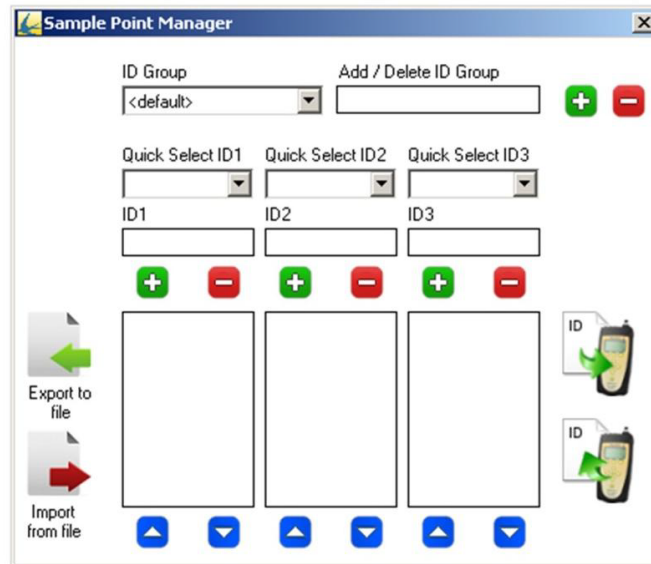 Sample Point Manager
ID Group
Add / Delete ID Group
<default>
Quick Select ID1
Quick Select ID2
Quick Select ID3
ID1
ID2
ID3
ID
Export to
file
ID
Import
from file